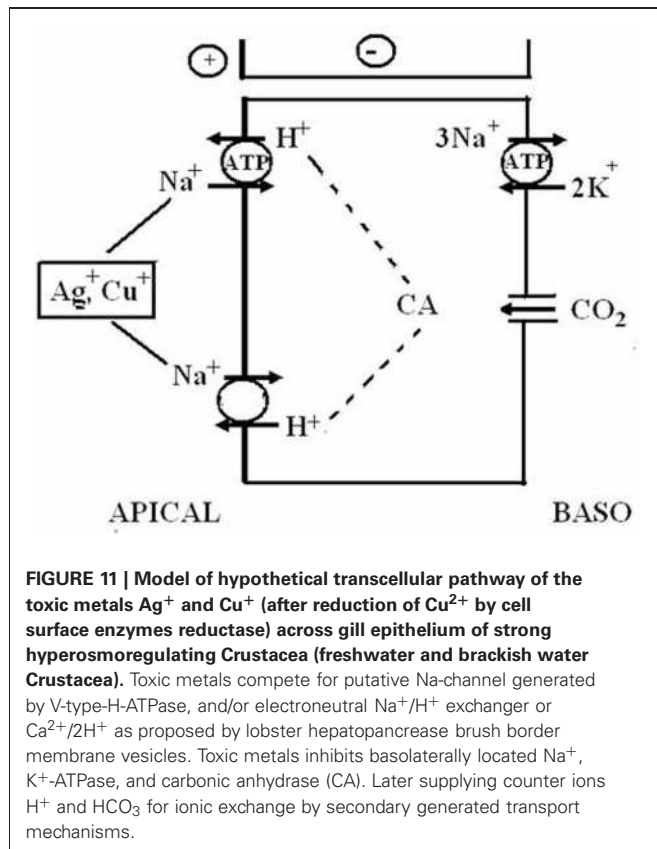 + -
H⁺ 3Na⁺
ATP ATP
Na⁺ 2K⁺
Ag,⁺ Cu⁺
CA CO₂
Na⁺
H⁺
APICAL BASO
FIGURE 11 | Model of hypothetical transcellular pathway of the
toxic metals Ag⁺ and Cu⁺ (after reduction of Cu²⁺ by cell
surface enzymes reductase) across gill epithelium of strong
hyperosmoregulating Crustacea (freshwater and brackish water
Crustacea). Toxic metals compete for putative Na-channel generated
by V-type-H-ATPase, and/or electroneutral Na⁺/H⁺ exchanger or
Ca²⁺/2H⁺ as proposed by lobster hepatopancrease brush border
membrane vesicles. Toxic metals inhibits basolaterally located Na⁺,
K⁺-ATPase, and carbonic anhydrase (CA). Later supplying counter ions
H⁺ and HCO₃ for ionic exchange by secondary generated transport
mechanisms.